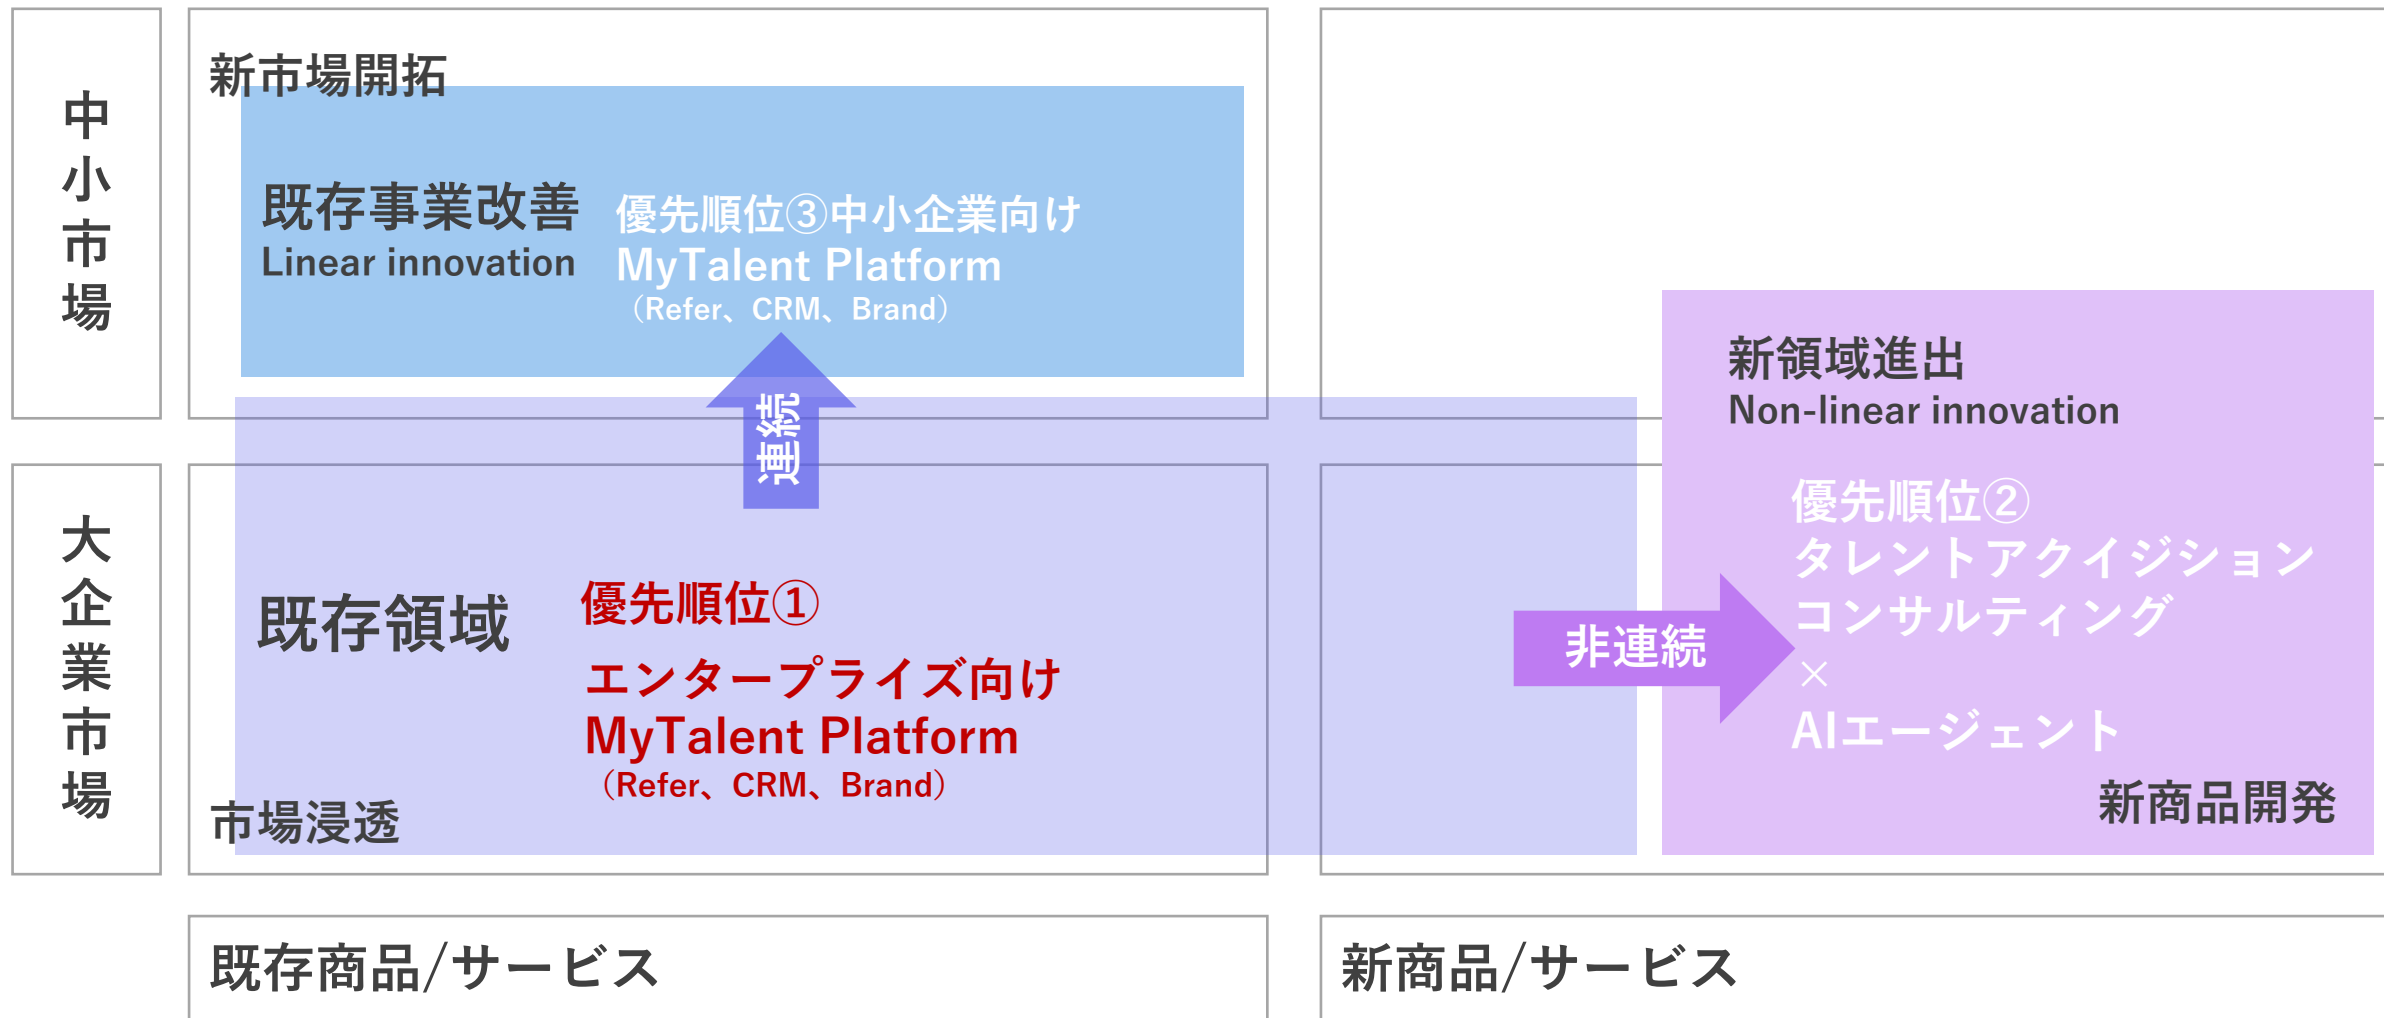 中小市場
新市場開拓
既存事業改善
Linear innovation
優先順位③中小企業向け
MyTalent Platform
（Refer、CRM、Brand）
連続
新領域進出
Non-linear innovation
優先順位②
タレントアクイジション
コンサルティング
×
AIエージェント
新商品開発
非連続
大企業市場
既存領域
優先順位①
エンタープライズ向け
MyTalent Platform
（Refer、CRM、Brand）
市場浸透
既存商品/サービス
新商品/サービス